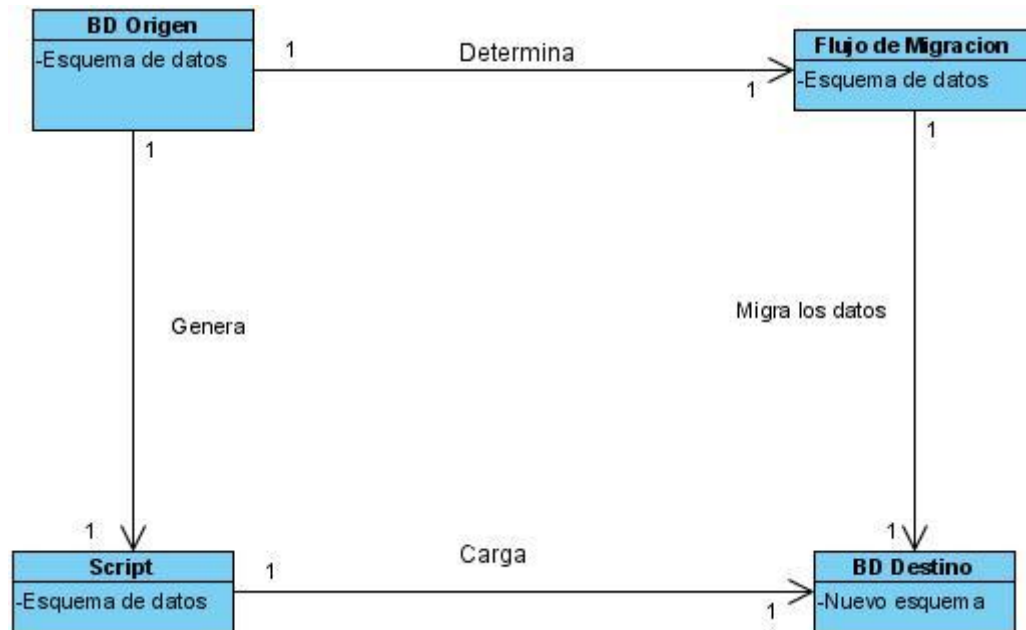 BD Origen
-Esquema de datos
1
Determina
1
Flujo de Migracion
-Esquema de datos
1
1
Genera
Migra los datos
1
Script
-Esquema de datos
1
Carga
1
1
BD Destino
-Nuevo esquema